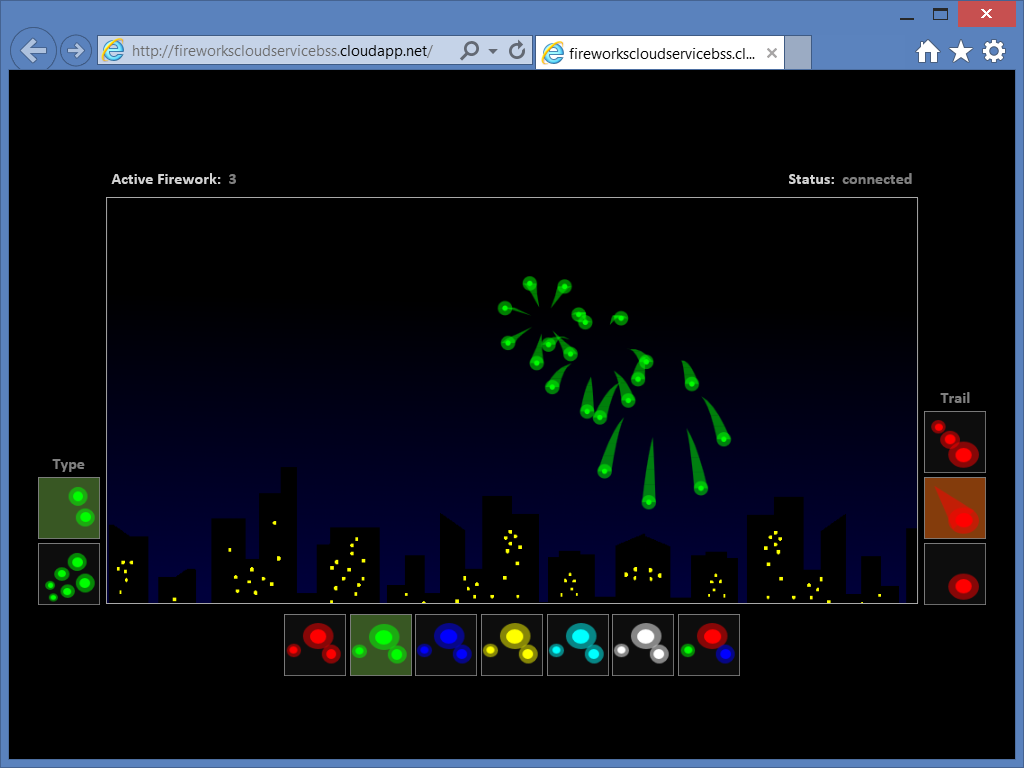 http://fireworkscloudservicebss.cloudapp.net/
fireworkscloudservicebss.cl...
Active Firework: 3
Status: connected
Trail
Type